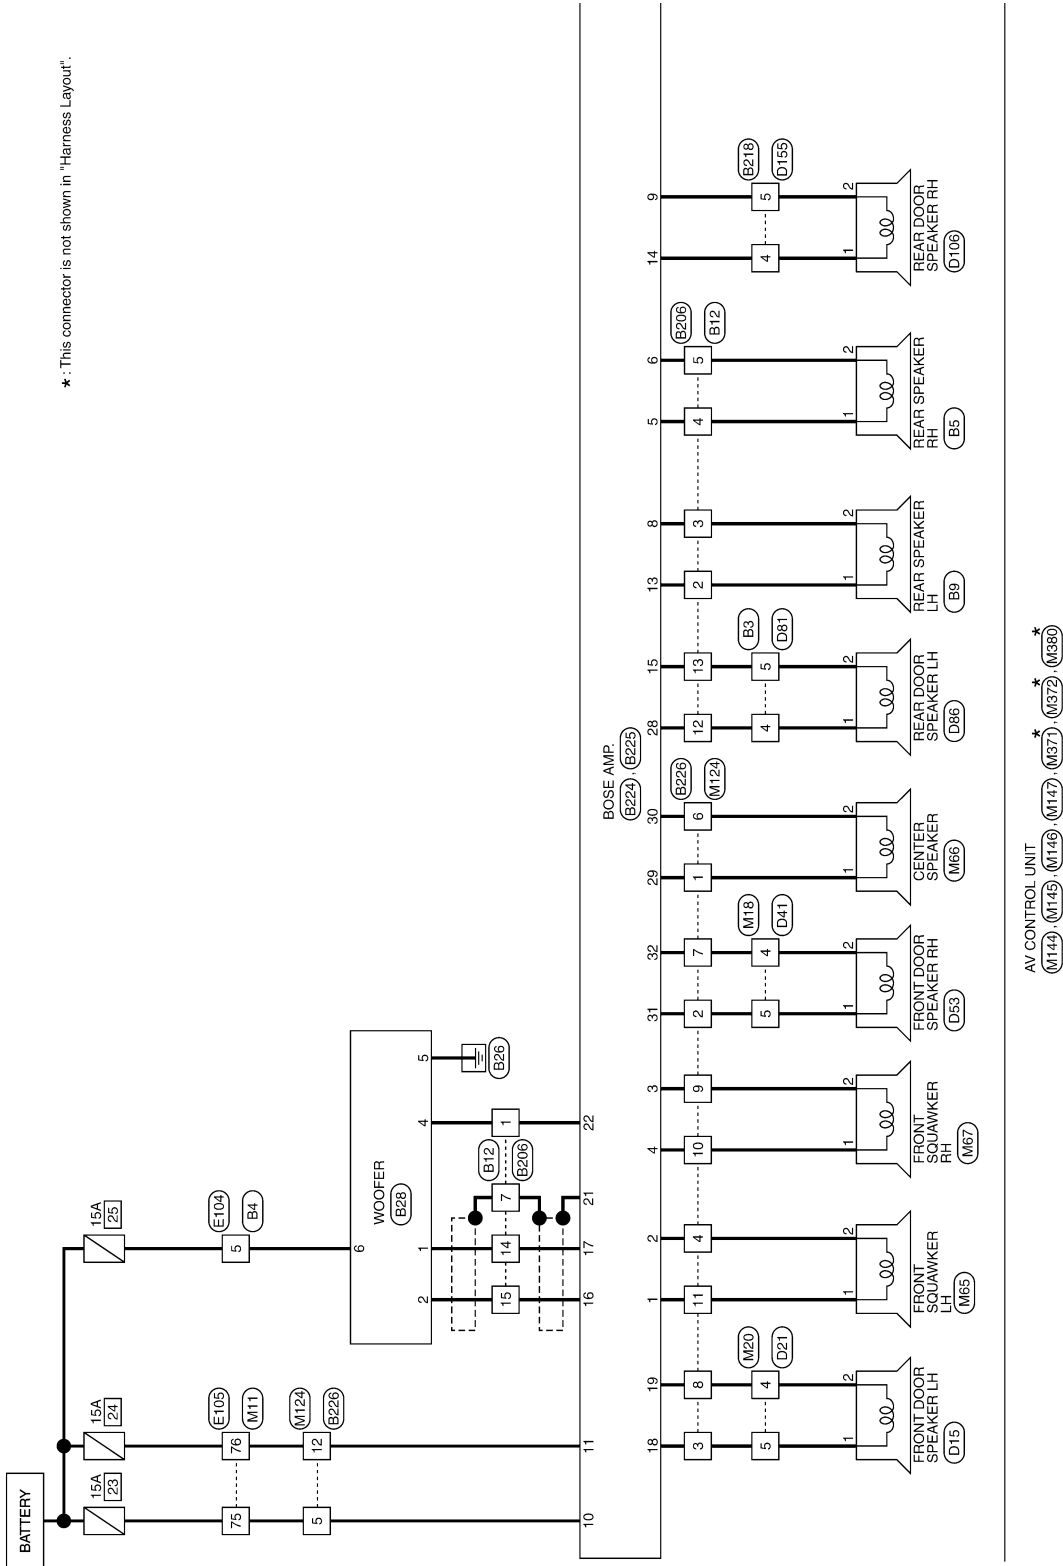 * : This connector is not shown in "Harness Layout".
BATTERY
15A
23
15A
24
15A
25
75
76
E105
M11
5
E104
B4
5
12
M124
B226
6
WOOFER
B28
2
1
4
5
B26
15
14
7
1
B12
B206
10
11
16
17
21
22
BOSE AMP.
B224 , B225
18
19
1
2
4
3
31
32
29
30
28
15
13
8
5
6
14
9
3
8
11
4
10
9
2
7
1
6
B226
M124
12
13
2
3
4
5
B206
B12
5
4
M20
D21
5
4
M18
D41
4
5
B3
D81
4
5
B218
D155
1
2
FRONT DOOR
SPEAKER LH
D15
1
2
FRONT
SQUAWKER
LH
M65
1
2
FRONT
SQUAWKER
RH
M67
1
2
FRONT DOOR
SPEAKER RH
D53
1
2
CENTER
SPEAKER
M66
1
2
REAR DOOR
SPEAKER LH
D86
1
2
REAR SPEAKER
LH
B9
1
2
REAR SPEAKER
RH
B5
1
2
REAR DOOR
SPEAKER RH
D106
AV CONTROL UNIT
M144 , M145 , M146 , M147 , M371 * , M372 * , M380 *